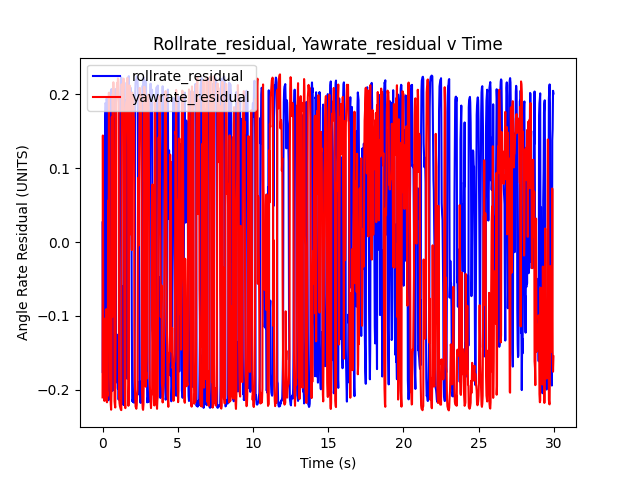 Rollrate_residual, Yawrate_residual v Time
rollrate_residual
yawrate_residual
Angle Rate Residual (UNITS)
0.2
0.1
0.0
−0.1
−0.2
0 5 10 15 20 25 30
Time (s)